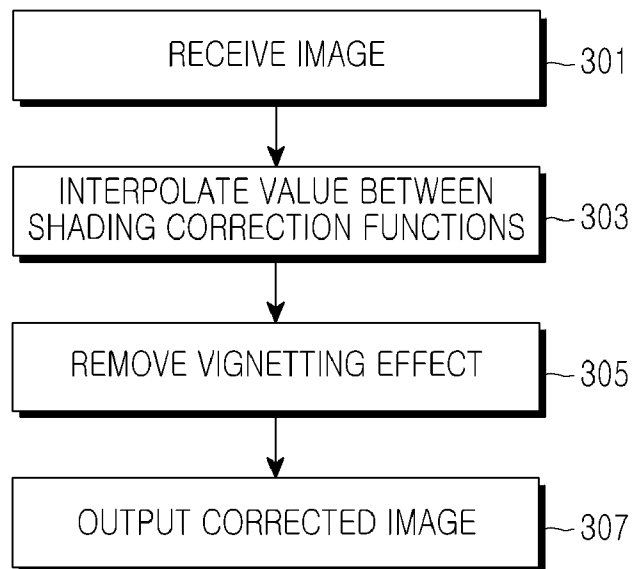 RECEIVE IMAGE
301
INTERPOLATE VALUE BETWEEN
SHADING CORRECTION FUNCTIONS
303
REMOVE VIGNETTING EFFECT
305
OUTPUT CORRECTED IMAGE
307